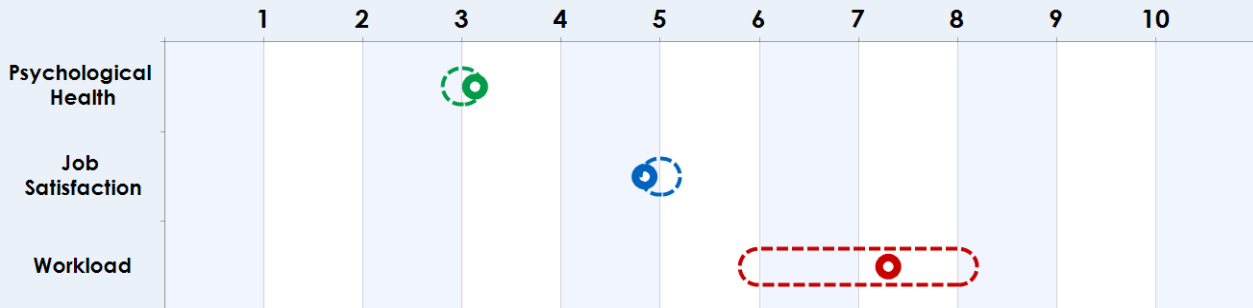 1 2 3 4 5 6 7 8 9 10
Psychological
Health
Job
Satisfaction
Workload